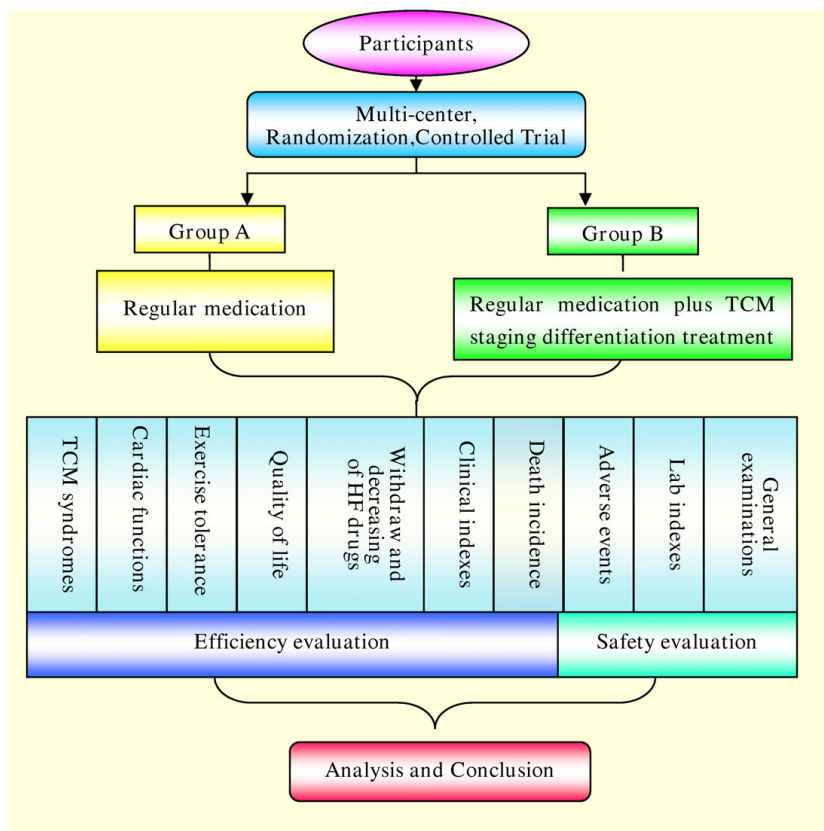 Participants
Multi-center,
Randomization,Controlled Trial
Group A
Group B
Regular medication
Regular medication plus TCM
staging differentiation treatment
TCM syndromes
Cardiac functions
Exercise tolerance
Quality of life
Withdraw and
decreasing
of HF drugs
Clinical indexes
Death incidence
Adverse events
Lab indexes
General
examinations
Efficiency evaluation
Safety evaluation
Analysis and Conclusion